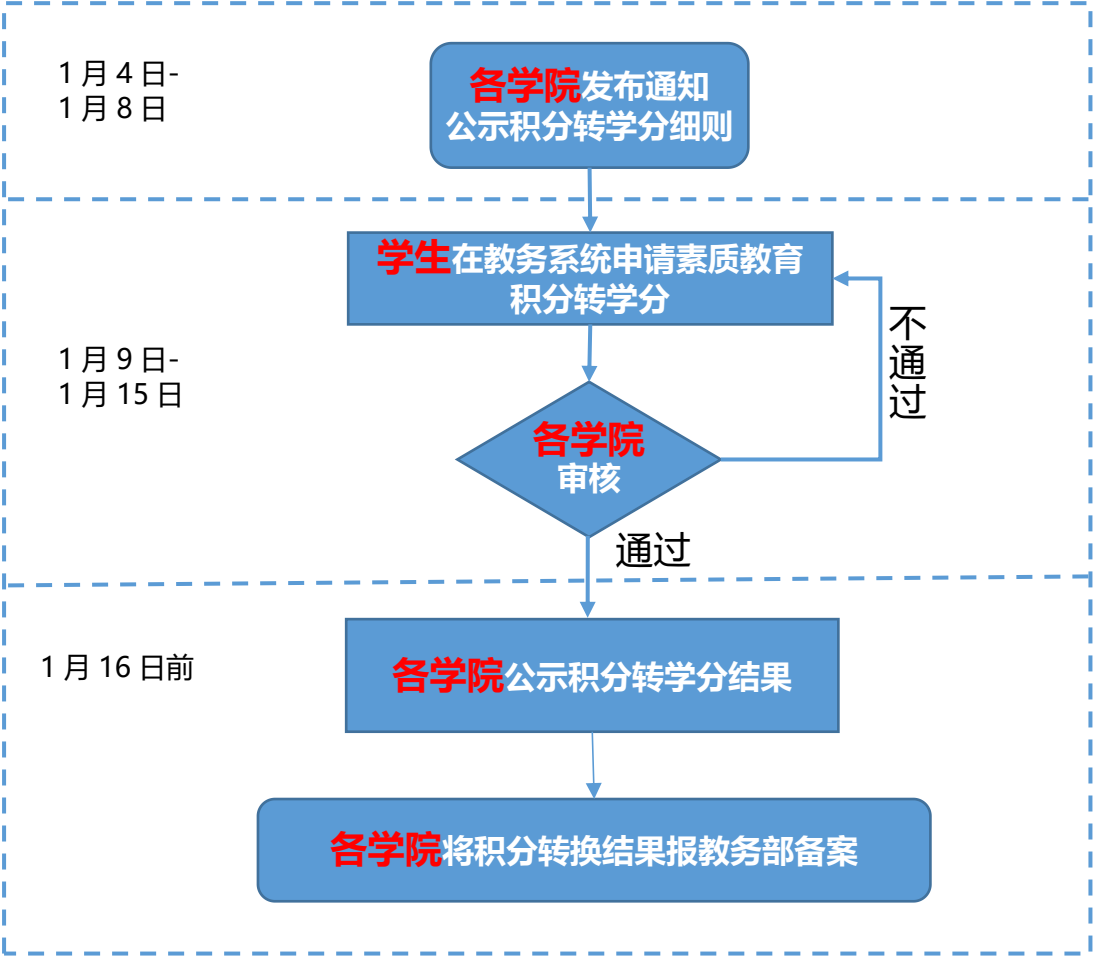 1月4日-
1月8日
各学院发布通知
公示积分转学分细则
学生在教务系统申请素质教育
积分转学分
不通过
1月9日-
1月15日
各学院
审核
通过
1月16日前
各学院公示积分转学分结果
各学院将积分转换结果报教务部备案